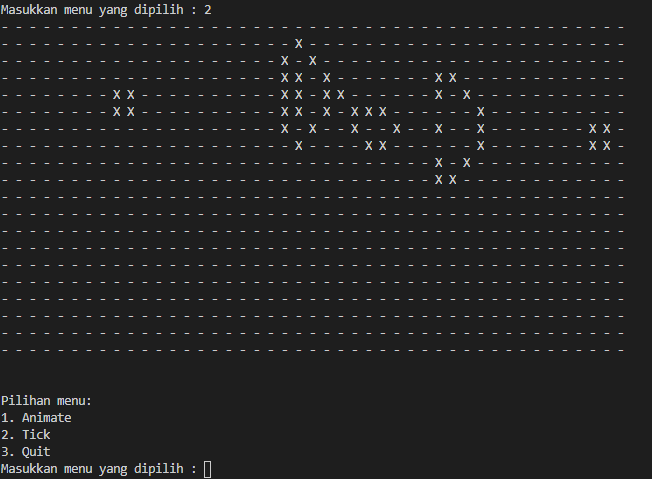 Masukkan menu yang dipilih : 2
- - - - - - - - - - - - - - - - - - - - - - - - - - - - - - - - - - - - - - - - - - - - -
- - - - - - - - - - - - - - - - - - - - - X - - - - - - - - - - - - - - - - - - - - - - -
- - - - - - - - - - - - - - - - - - - - X - X - - - - - - - - - - - - - - - - - - - - - -
- - - - - - - - - - - - - - - - - - - - X X - X - - - - - - - X X - - - - - - - - - - - -
- - - - - - - - X X - - - - - - - - - - X X - X X - - - - - - X - X - - - - - - - - - - -
- - - - - - - - X X - - - - - - - - - - X X - X - X X X - - - - - - X - - - - - - - - - -
- - - - - - - - - - - - - - - - - - - - X - X - - X - - X - - X - - X - - - - - - - X X -
- - - - - - - - - - - - - - - - - - - - - X - - - - X X - - - - - - X - - - - - - - X X -
- - - - - - - - - - - - - - - - - - - - - - - - - - - - - - - X - X - - - - - - - - - - -
- - - - - - - - - - - - - - - - - - - - - - - - - - - - - - - X X - - - - - - - - - - - -
- - - - - - - - - - - - - - - - - - - - - - - - - - - - - - - - - - - - - - - - - - - - -
- - - - - - - - - - - - - - - - - - - - - - - - - - - - - - - - - - - - - - - - - - - - -
- - - - - - - - - - - - - - - - - - - - - - - - - - - - - - - - - - - - - - - - - - - - -
- - - - - - - - - - - - - - - - - - - - - - - - - - - - - - - - - - - - - - - - - - - - -
- - - - - - - - - - - - - - - - - - - - - - - - - - - - - - - - - - - - - - - - - - - - -
- - - - - - - - - - - - - - - - - - - - - - - - - - - - - - - - - - - - - - - - - - - - -
- - - - - - - - - - - - - - - - - - - - - - - - - - - - - - - - - - - - - - - - - - - - -
- - - - - - - - - - - - - - - - - - - - - - - - - - - - - - - - - - - - - - - - - - - - -
- - - - - - - - - - - - - - - - - - - - - - - - - - - - - - - - - - - - - - - - - - - - -
- - - - - - - - - - - - - - - - - - - - - - - - - - - - - - - - - - - - - - - - - - - - -
Pilihan menu:
1. Animate
2. Tick
3. Quit
Masukkan menu yang dipilih :